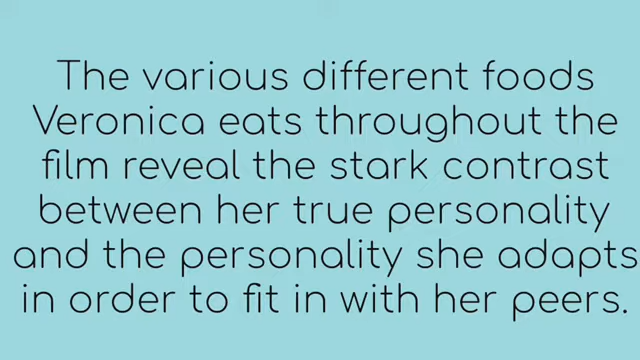 The various different foods
Veronica eats throughout the
film reveal the stark contrast
between her true personality
and the personality she adapts
in order to fit in with her peers.